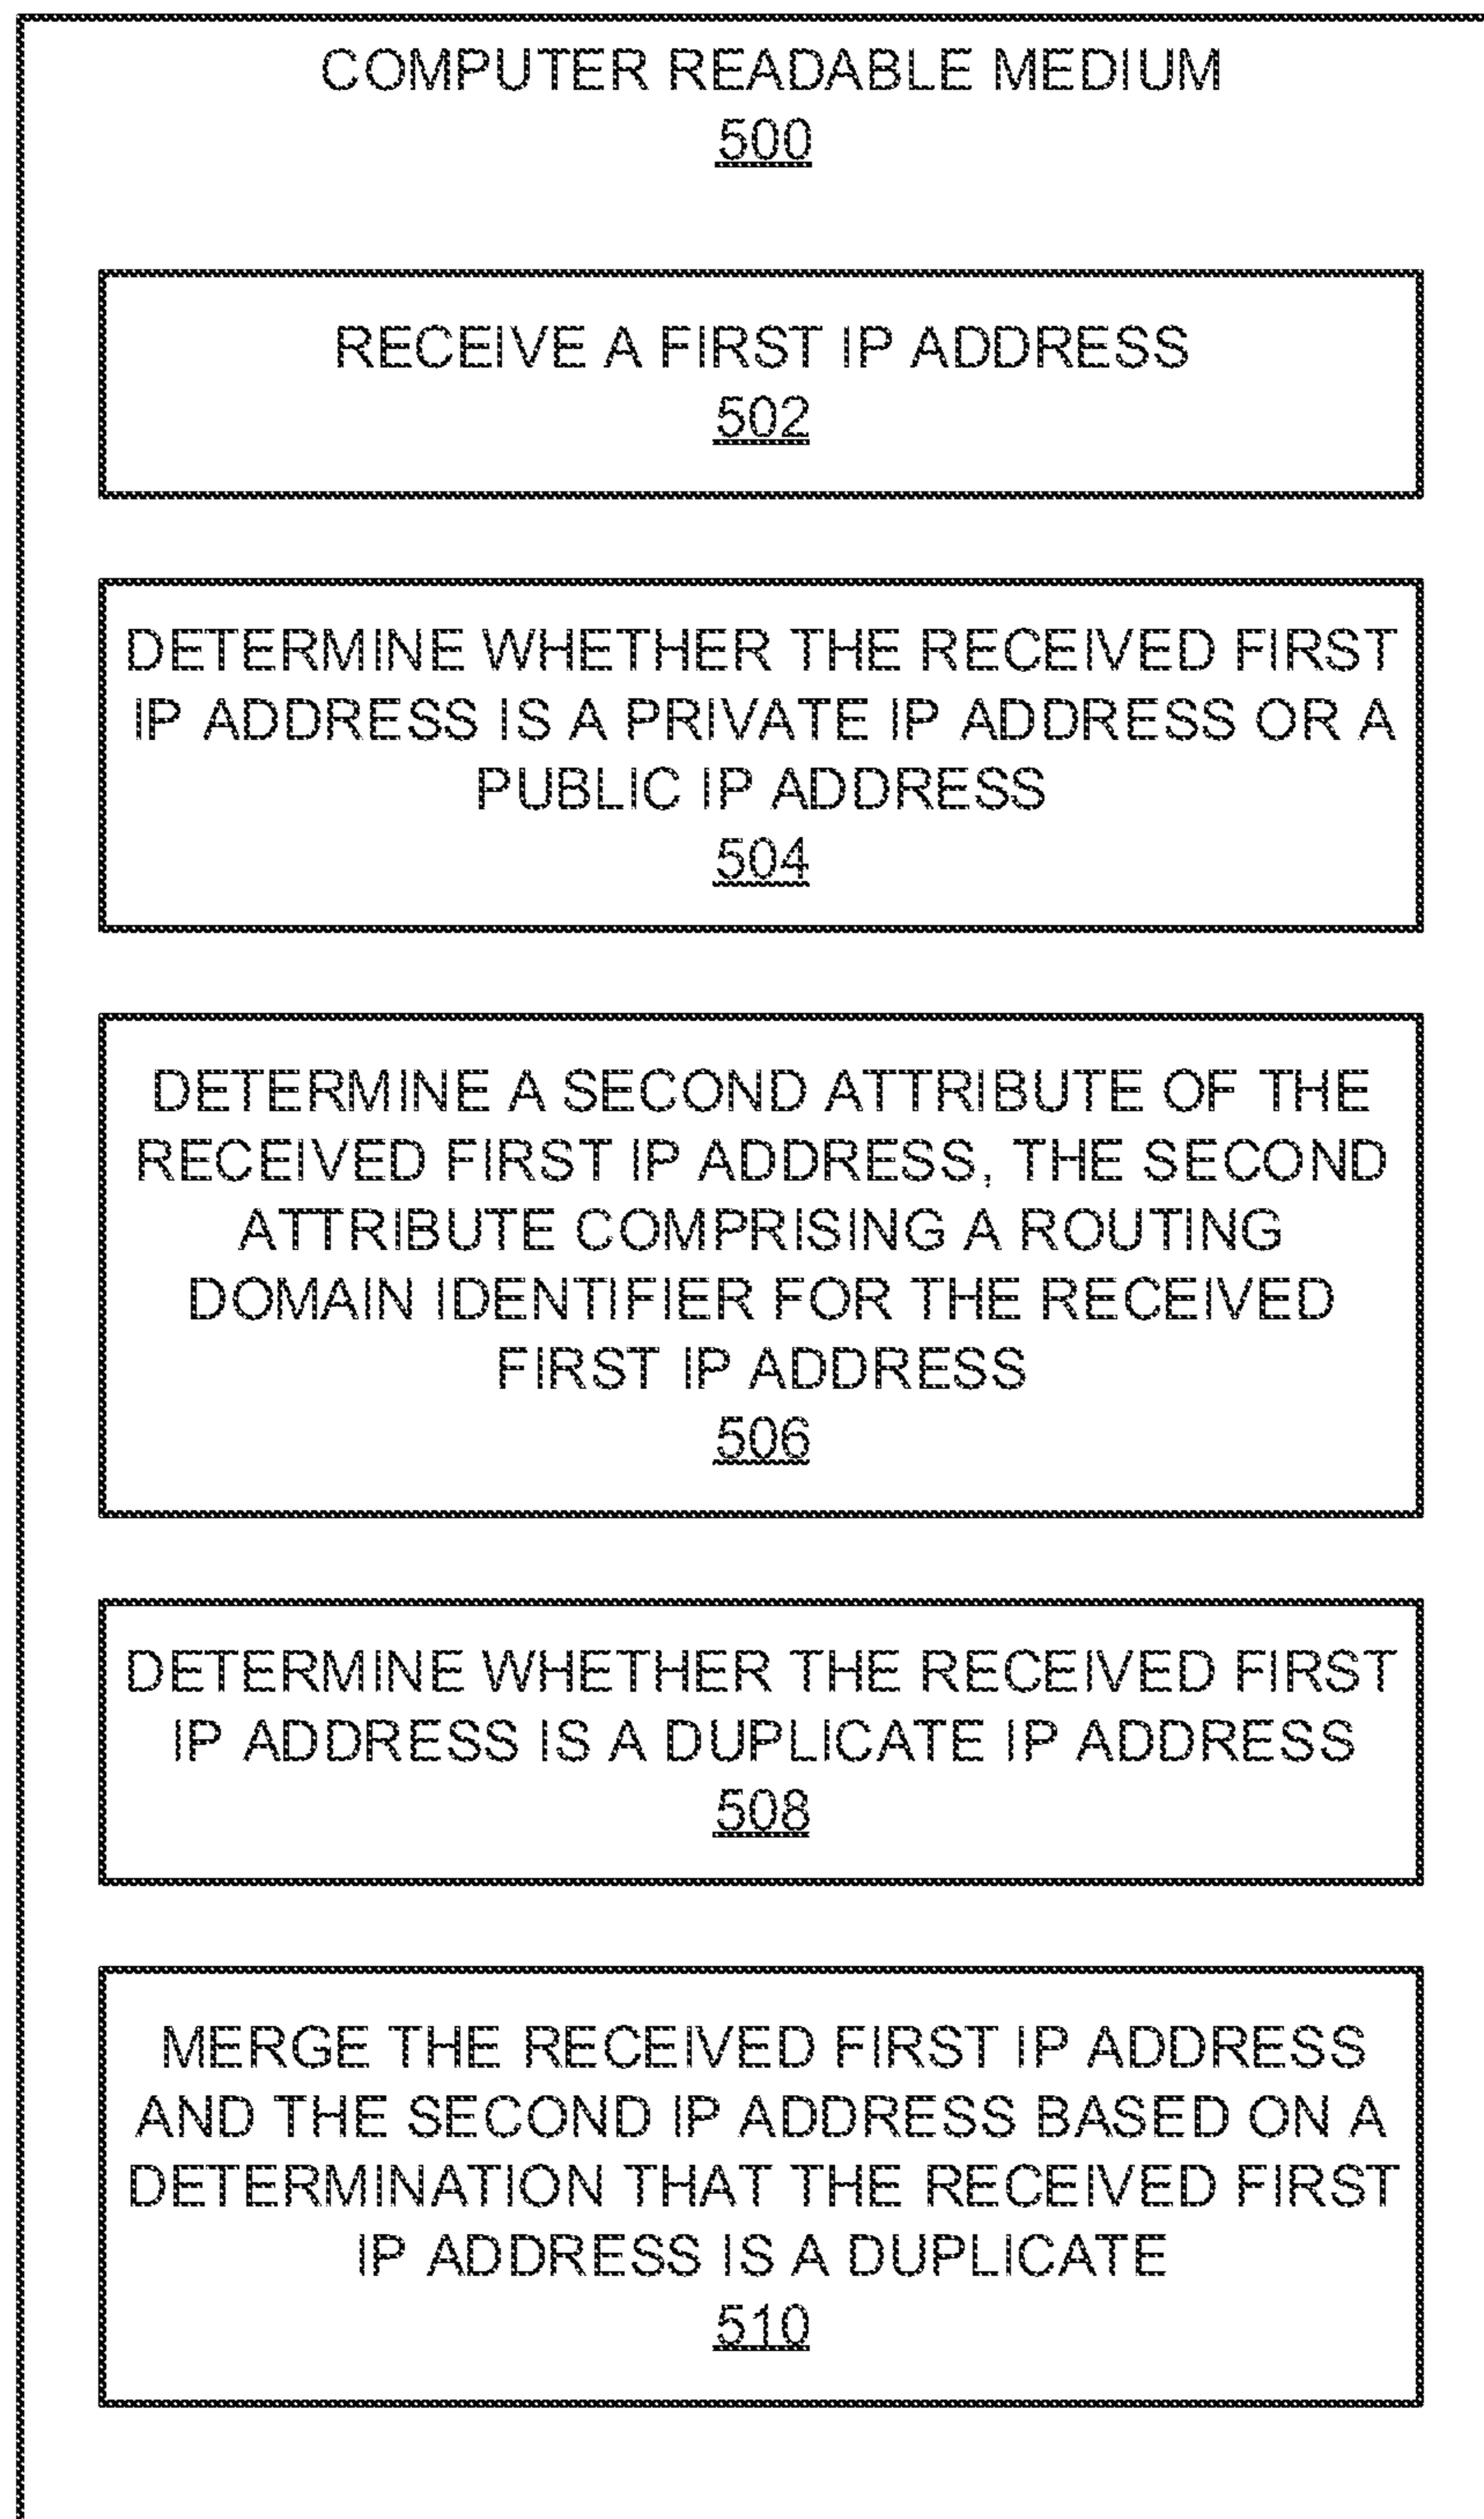 COMPUTER READABLE MEDIUM
500
RECEIVE A FIRST IP ADDRESS
502
DETERMINE WHETHER THE RECEIVED FIRST
IP ADDRESS IS A PRIVATE IP ADDRESS OR A
PUBLIC IP ADDRESS
504
DETERMINE A SECOND ATTRIBUTE OF THE
RECEIVED FIRST IP ADDRESS, THE SECOND
ATTRIBUTE COMPRISING A ROUTING
DOMAIN IDENTIFIER FOR THE RECEIVED
FIRST IP ADDRESS
506
DETERMINE WHETHER THE RECEIVED FIRST
IP ADDRESS IS A DUPLICATE IP ADDRESS
508
MERGE THE RECEIVED FIRST IP ADDRESS
AND THE SECOND IP ADDRESS BASED ON A
DETERMINATION THAT THE RECEIVED FIRST
IP ADDRESS IS A DUPLICATE
510